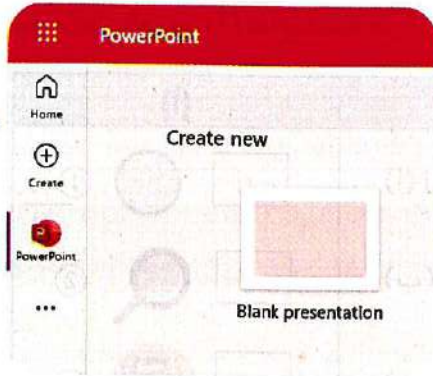 PowerPoint
Home
Create
PowerPoint
...
Create new
Blank presentation